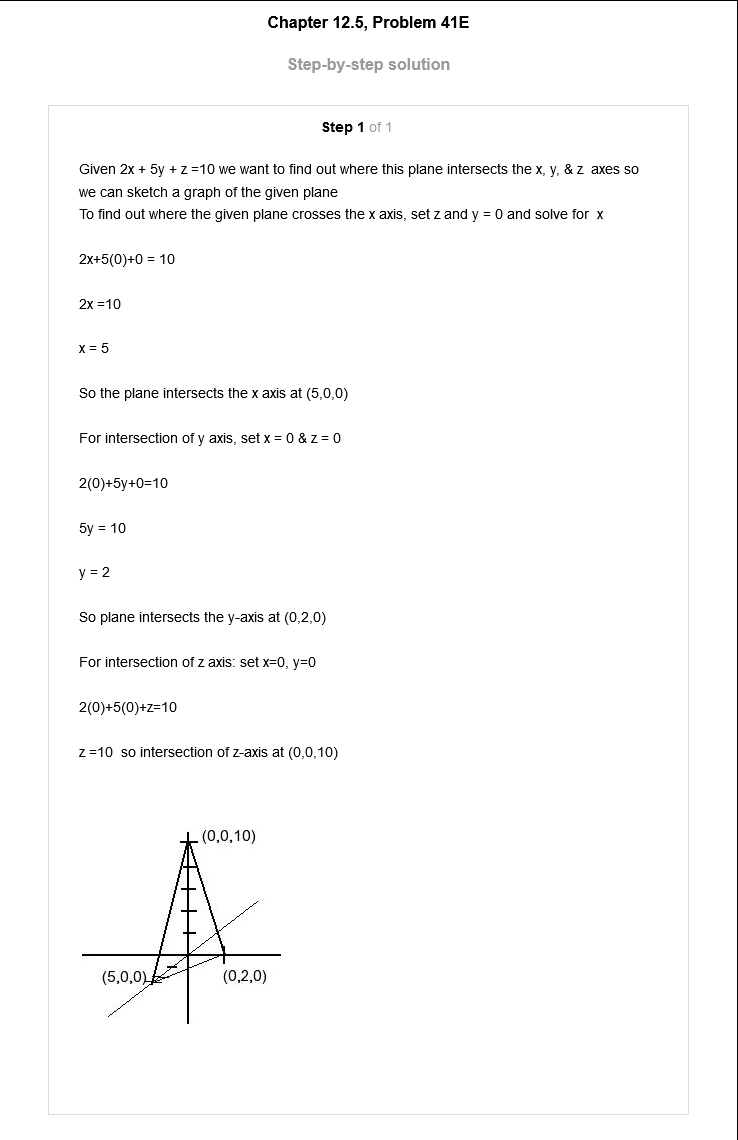 Chapter 12.5, Problem 41E
Step-by-step solution
Step 1 of 1
Given 2x + 5y + z =10 we want to find out where this plane intersects the x, y, & z  axes so
we can sketch a graph of the given plane
To find out where the given plane crosses the x axis, set z and y = 0 and solve for  x
2x+5(0)+0 = 10
2x =10
x = 5
So the plane intersects the x axis at (5,0,0)
For intersection of y axis, set x = 0 & z = 0
2(0)+5y+0=10
5y = 10
y = 2
So plane intersects the y-axis at (0,2,0)
For intersection of z axis: set x=0, y=0
2(0)+5(0)+z=10
z =10  so intersection of z-axis at (0,0,10)
(0,0,10)
(5,0,0)
(0,2,0)